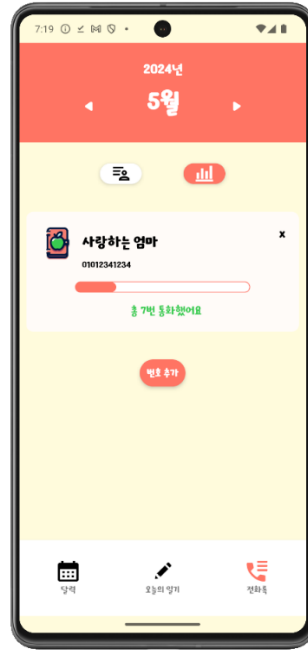 7:19
2024년
5월
사랑하는 엄마
x
01012341234
총 7번 통화했어요
번호 추가
달력
오늘의 일기
전화톡